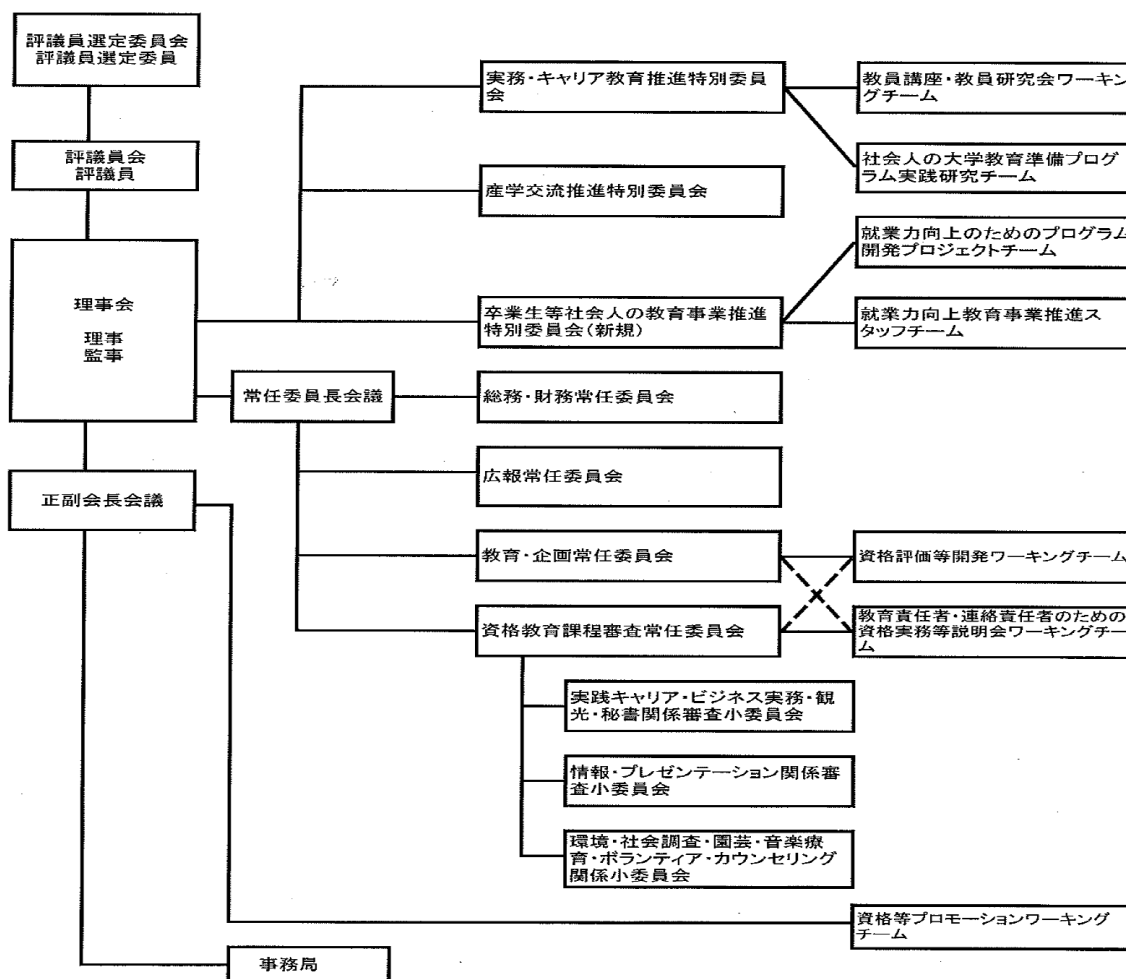 評議員選定委員会
評議員選定委員
評議員会
評議員
理事会
理事
監事
正副会長会議
事務局
常任委員長会議
実務・キャリア教育推進特別委員
会
産学交流推進特別委員会
卒業生等社会人の教育事業推進
特別委員会(新規)
総務・財務常任委員会
広報常任委員会
教育・企画常任委員会
資格教育課程審査常任委員会
実践キャリア・ビジネス実務・観
光・秘書関係審査小委員会
情報・プレゼンテーション関係審
査小委員会
環境・社会調査・園芸・音楽療
育・ボランティア・カウンセリング
関係小委員会
教員講座・教員研究会ワーキン
グチーム
社会人の大学教育準備プログ
ラム実践研究チーム
就業力向上のためのプログラム
開発プロジェクトチーム
就業力向上教育事業推進ス
タッフチーム
資格評価等開発ワーキングチーム
教育責任者・連絡責任者のための
資格実務等説明会ワーキングチー
ム
資格等プロモーションワーキング
チーム